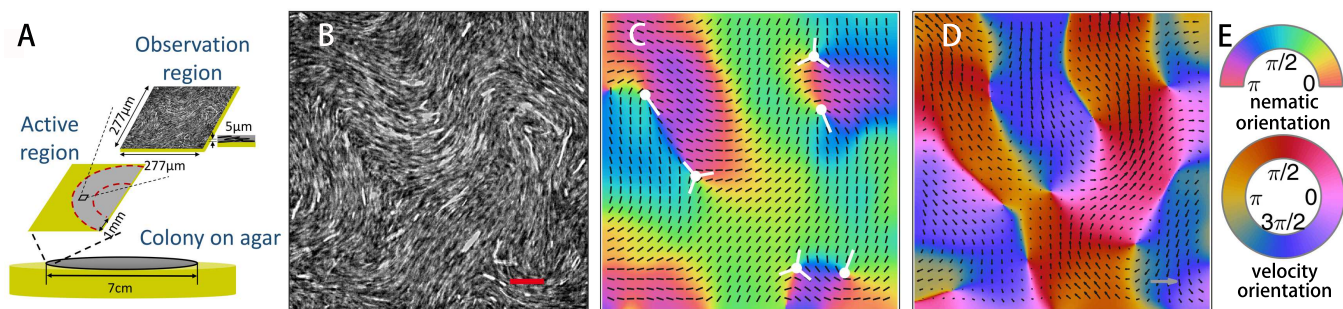 A
Observation
region
277μm
5μm
277μm
Active
region
1mm
Colony on agar
7cm
B
C
D
E
π/2
π
0
nematic
orientation
π/2
π
0
3π/2
velocity
orientation